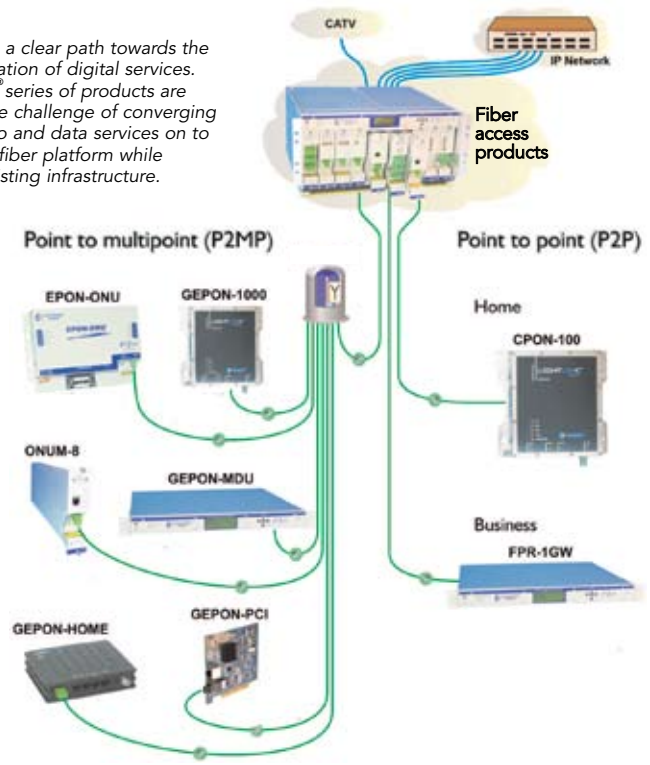 a clear path towards the
ation of digital services.
® series of products are
e challenge of converging
o and data services on to
fiber platform while
sting infrastructure.
CATV
IP Network
Fiber
access
products
Point to multipoint (P2MP)
Point to point (P2P)
EPON-ONU
GEPON-1000
Home
CPON-100
ONUM-8
GEPON-MDU
Business
FPR-1GW
GEPON-HOME
GEPON-PCI
EPON-ONU